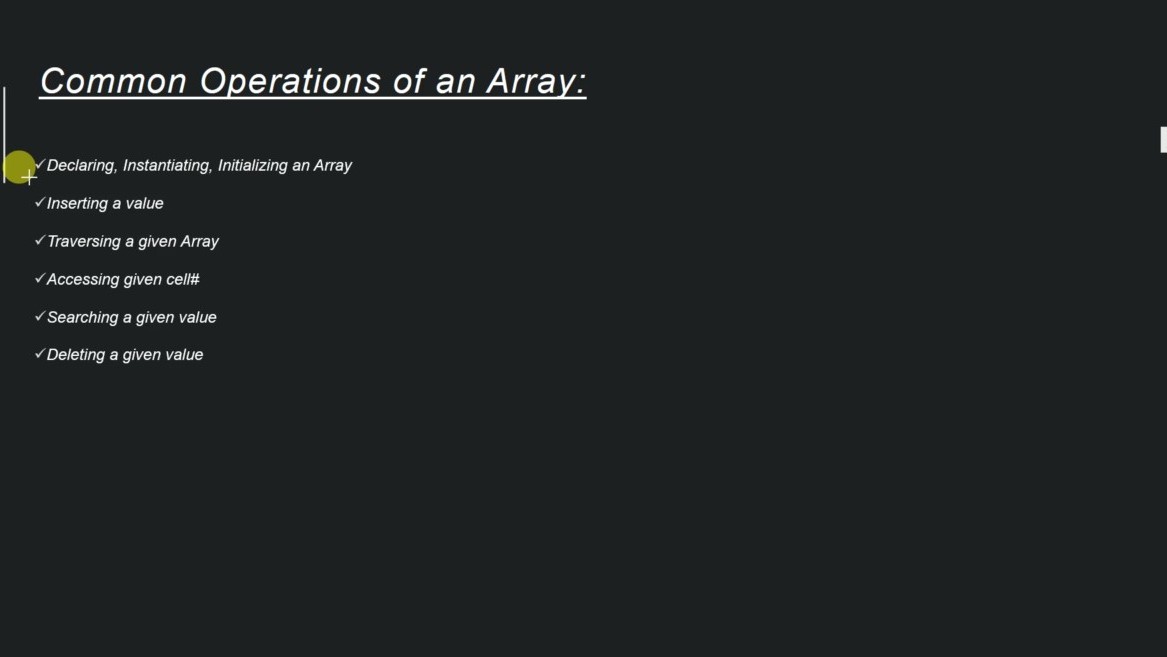 Common Operations of an Array:
✓Declaring, Instantiating, Initializing an Array
✓Inserting a value
✓Traversing a given Array
✓Accessing given cell#
✓Searching a given value
✓Deleting a given value